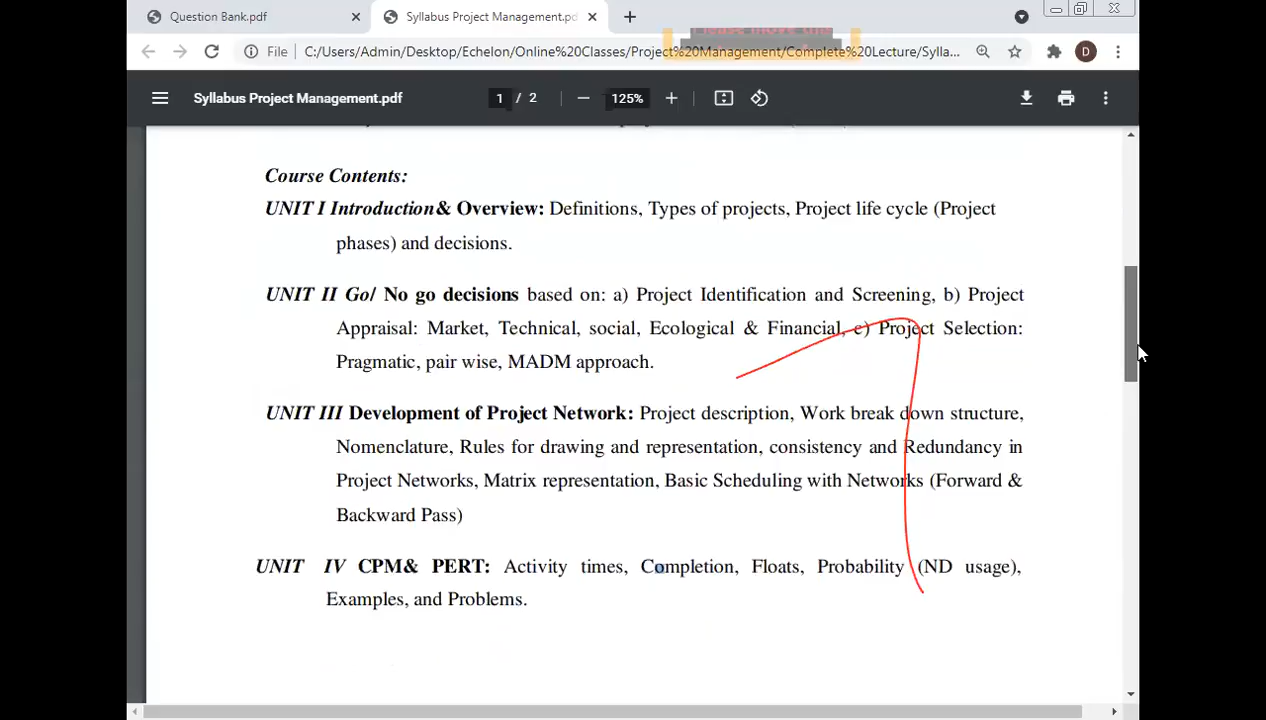 Question Bank.pdf
Syllabus Project Management.pd
Please move this
File C:/Users/Admin/Desktop/Echelon/Online%20Classes/Project%20Management/Complete%20Lecture/Sylla...
D
Syllabus Project Management.pdf
1 / 2
125%
Course Contents:
UNIT I Introduction& Overview: Definitions, Types of projects, Project life cycle (Project
phases) and decisions.
UNIT II Go/ No go decisions based on: a) Project Identification and Screening, b) Project
Appraisal: Market, Technical, social, Ecological & Financial, c) Project Selection:
Pragmatic, pair wise, MADM approach.
UNIT III Development of Project Network: Project description, Work break down structure,
Nomenclature, Rules for drawing and representation, consistency and Redundancy in
Project Networks, Matrix representation, Basic Scheduling with Networks (Forward &
Backward Pass)
UNIT IV CPM& PERT: Activity times, Completion, Floats, Probability (ND usage),
Examples, and Problems.